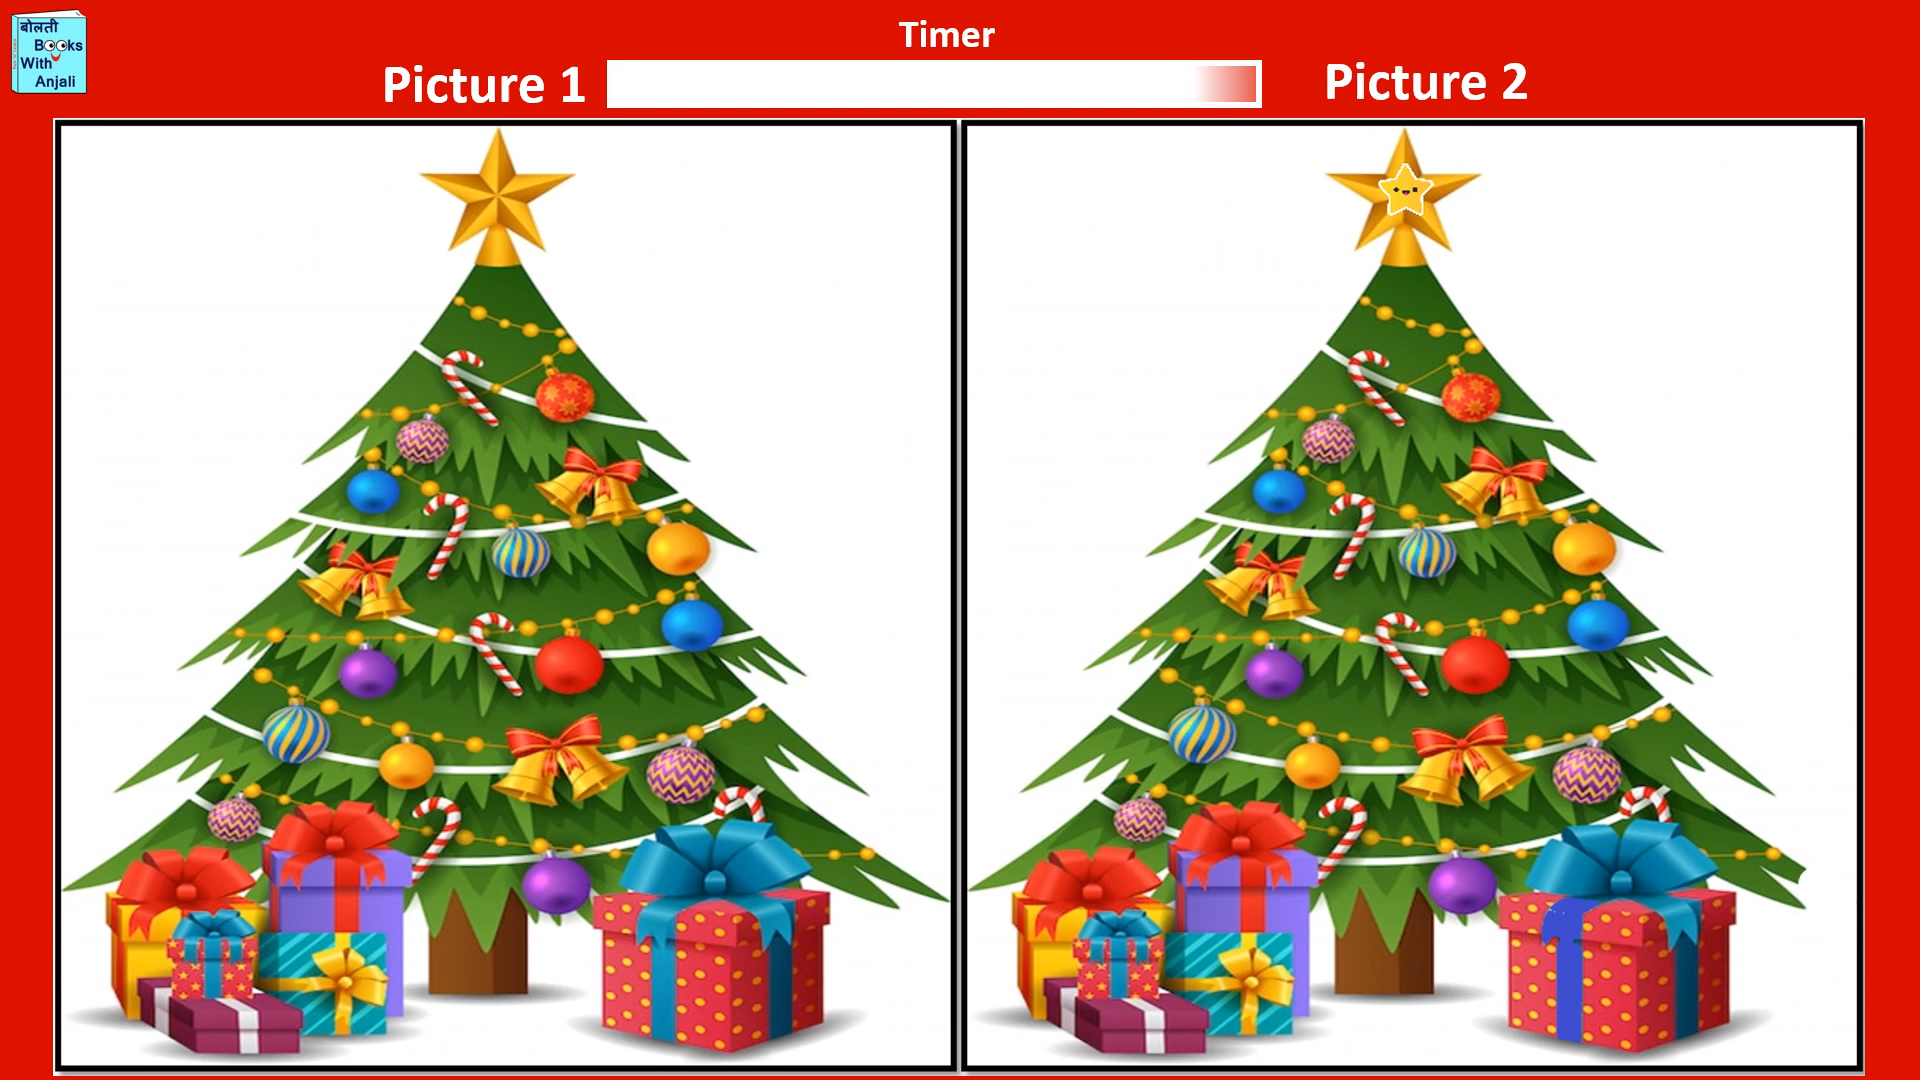 बोलती
Books
With
Anjali
Timer
Picture 1
Picture 2